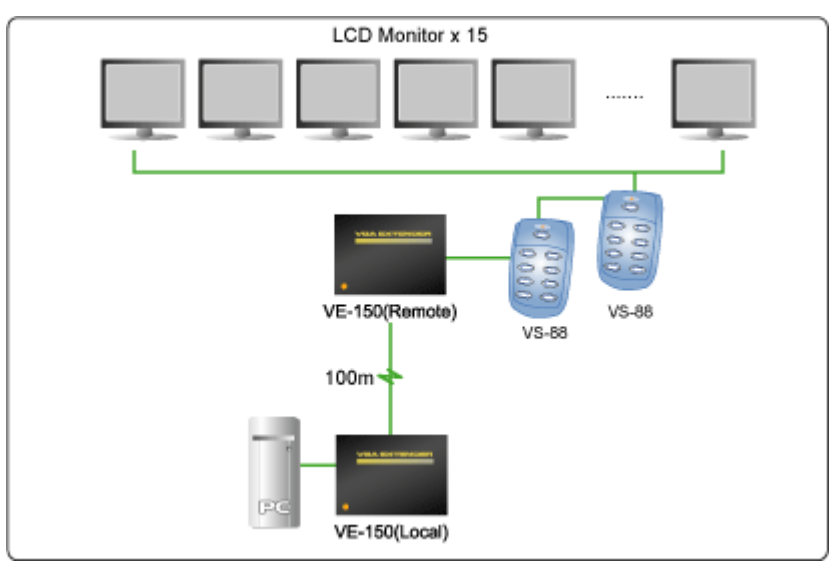 LCD Monitor x 15
.......
VGA EXTENDER
VE-150(Remote)
VS-88
VS-88
100m
VGA EXTENDER
PC
VE-150(Local)